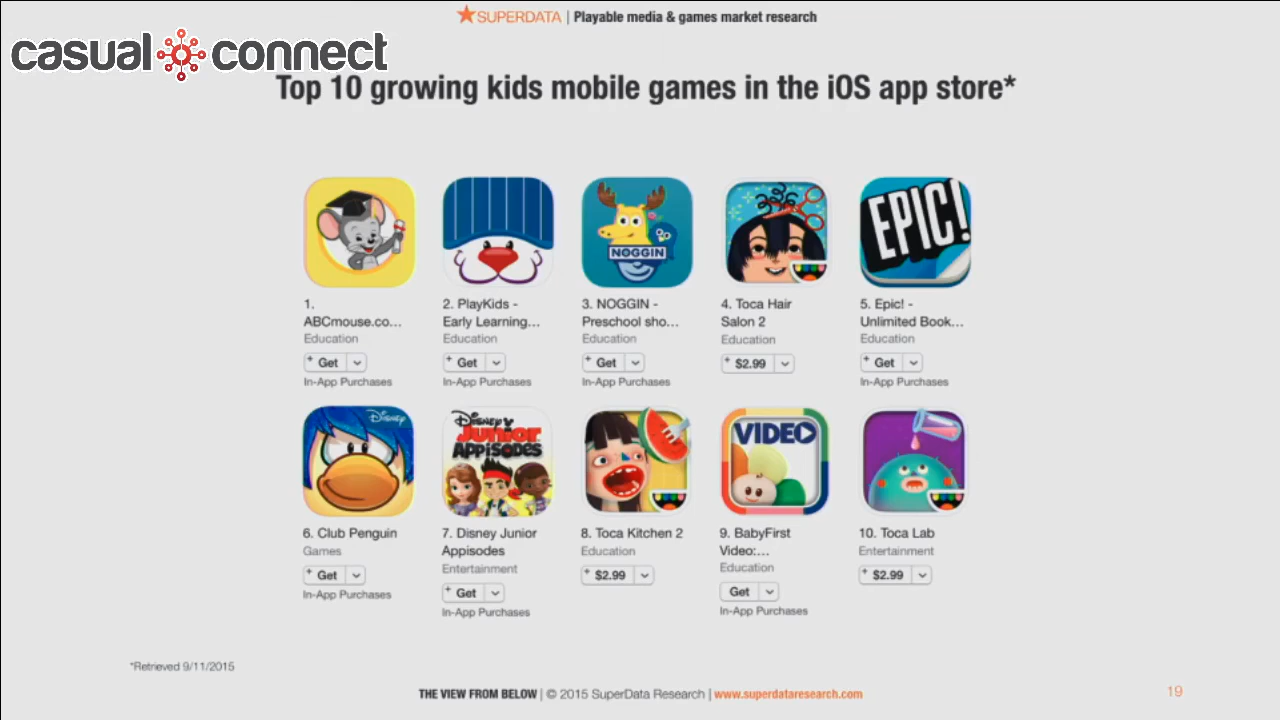 SUPERDATA | Playable media & games market research
casual connect
Top 10 growing kids mobile games in the iOS app store*
EPIC!
NOGGIN
1.
ABCmouse.co...
Education
+ Get
In-App Purchases
2. PlayKids -
Early Learning...
Education
+ Get
In-App Purchases
3. NOGGIN -
Preschool sho...
Education
+ Get
In-App Purchases
4. Toca Hair
Salon 2
Education
+ $2.99
5. Epic! -
Unlimited Book...
Education
+ Get
In-App Purchases
Disney
Disney
Junior
Appisodes
VIDEO
6. Club Penguin
Games
+ Get
In-App Purchases
7. Disney Junior
Appisodes
Entertainment
+ Get
In-App Purchases
8. Toca Kitchen 2
Education
+ $2.99
9. BabyFirst
Video:...
Education
Get
In-App Purchases
10. Toca Lab
Entertainment
+ $2.99
*Retrieved 9/11/2015
THE VIEW FROM BELOW | © 2015 SuperData Research | www.superdataresearch.com
19